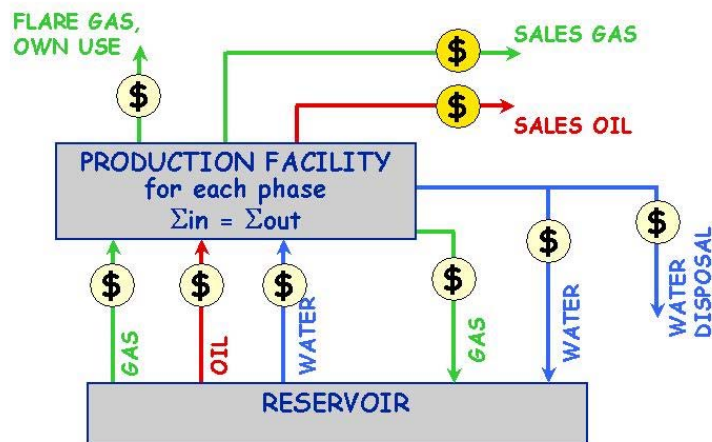 FLARE GAS,
OWN USE
$
$
SALES GAS
$
SALES OIL
PRODUCTION FACILITY
for each phase
Σin = Σout
$
$
$
$
$
$
GAS
OIL
WATER
GAS
WATER
WATER
DISPOSAL
RESERVOIR